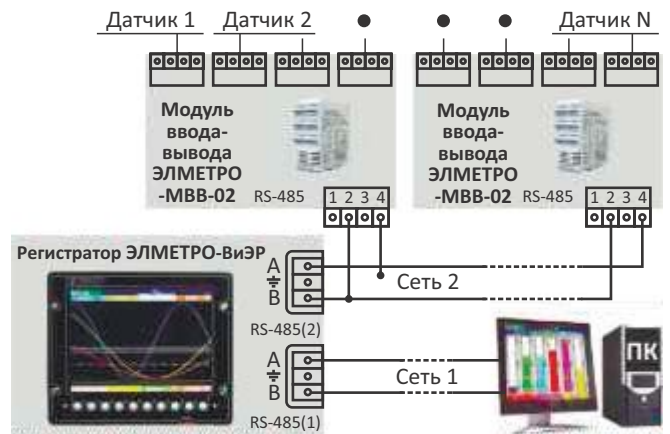 Датчик 1 Датчик 2 Датчик N
Модуль
ввода-
вывода
ЭЛМЕТРО
-МВВ-02 RS-485 1 2 3 4
Модуль
ввода-
вывода
ЭЛМЕТРО
-МВВ-02 RS-485 1 2 3 4
Регистратор ЭЛМЕТРО-ВиЭР
A
B
RS-485(2)
Сеть 2
A
B
RS-485(1)
Сеть 1
ПК